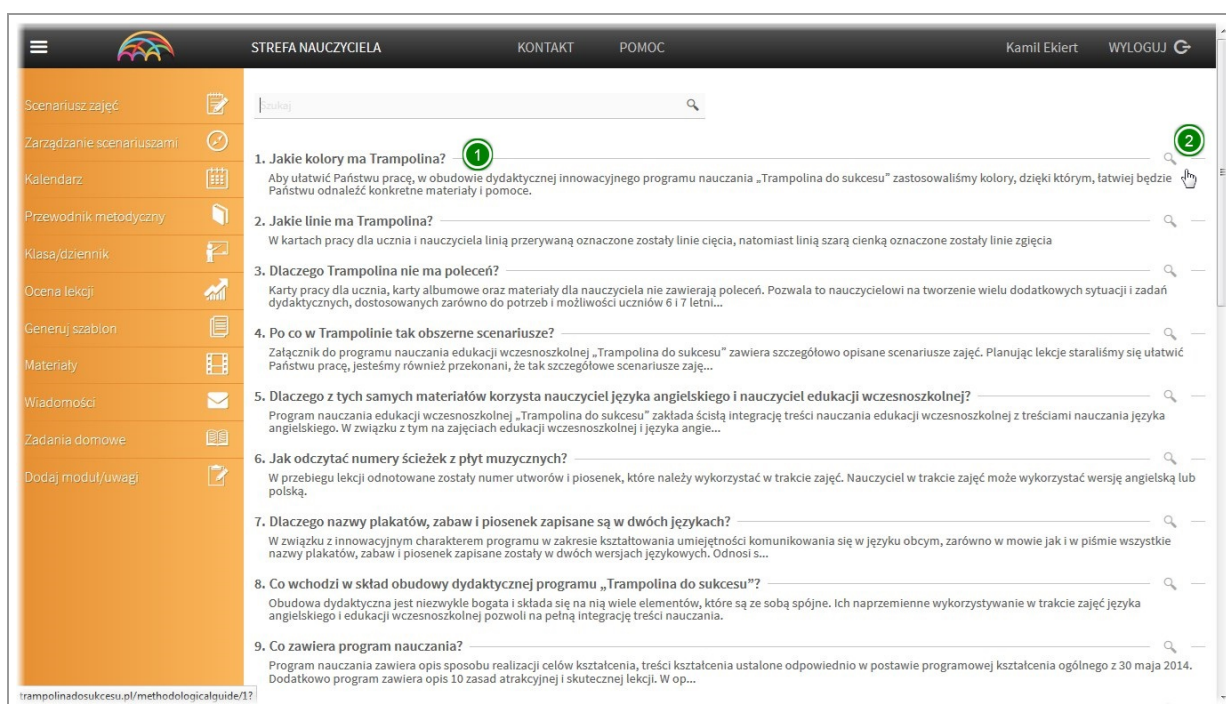 STREFA NAUCZYCIELA KONTAKT POMOC Kamil Ekiert WYLOGUJ
Scenariusz zajęć
Zarządzanie scenariuszami
Kalendarz
Przewodnik metodyczny
Klasa/dziennik
Ocena lekcji
Generuj szablon
Materiały
Wiadomości
Zadania domowe
Dodaj moduł/uwagi
Szukaj
1. Jakie kolory ma Trampolina? 1 2
Aby ułatwić Państwu pracę, w obudowie dydaktycznej innowacyjnego programu nauczania „Trampolina do sukcesu” zastosowaliśmy kolory, dzięki którym, łatwiej będzie
Państwu odnaleźć konkretne materiały i pomoce.
2. Jakie linie ma Trampolina?
W kartach pracy dla ucznia i nauczyciela linią przerywaną oznaczone zostały linie cięcia, natomiast linią szarą cienką oznaczone zostały linie zgięcia
3. Dlaczego Trampolina nie ma poleceń?
Karty pracy dla ucznia, karty albumowe oraz materiały dla nauczyciela nie zawierają poleceń. Pozwala to nauczycielowi na tworzenie wielu dodatkowych sytuacji i zadań
dydaktycznych, dostosowanych zarówno do potrzeb i możliwości uczniów 6 i 7 letni...
4. Po co w Trampolinie tak obszerne scenariusze?
Załącznik do programu nauczania edukacji wczesnoszkolnej „Trampolina do sukcesu” zawiera szczegółowo opisane scenariusze zajęć. Planując lekcje staraliśmy się ułatwić
Państwu pracę, jesteśmy również przekonani, że tak szczegółowe scenariusze zaję...
5. Dlaczego z tych samych materiałów korzysta nauczyciel języka angielskiego i nauczyciel edukacji wczesnoszkolnej?
Program nauczania edukacji wczesnoszkolnej „Trampolina do sukcesu” zakłada ścisłą integrację treści nauczania edukacji wczesnoszkolnej z treściami nauczania języka
angielskiego. W związku z tym na zajęciach edukacji wczesnoszkolnej i języka angie...
6. Jak odczytać numery ścieżek z płyt muzycznych?
W przebiegu lekcji odnotowane zostały numer utworów i piosenek, które należy wykorzystać w trakcie zajęć. Nauczyciel w trakcie zajęć może wykorzystać wersję angielską lub
polską.
7. Dlaczego nazwy plakatów, zabaw i piosenek zapisane są w dwóch językach?
W związku z innowacyjnym charakterem programu w zakresie kształtowania umiejętności komunikowania się w języku obcym, zarówno w mowie jak i w piśmie wszystkie
nazwy plakatów, zabaw i piosenek zapisane zostały w dwóch wersjach językowych. Odnosi s...
8. Co wchodzi w skład obudowy dydaktycznej programu „Trampolina do sukcesu”?
Obudowa dydaktyczna jest niezwykle bogata i składa się na nią wiele elementów, które są ze sobą spójne. Ich naprzemienne wykorzystywanie w trakcie zajęć języka
angielskiego i edukacji wczesnoszkolnej pozwoli na pełną integrację treści nauczania.
9. Co zawiera program nauczania?
Program nauczania zawiera opis sposobu realizacji celów kształcenia, treści kształcenia ustalone odpowiednio w postawie programowej kształcenia ogólnego z 30 maja 2014.
Dodatkowo program zawiera opis 10 zasad atrakcyjnej i skutecznej lekcji. W op...
trampolinadosukcesu.pl/methodologicalguide/1?